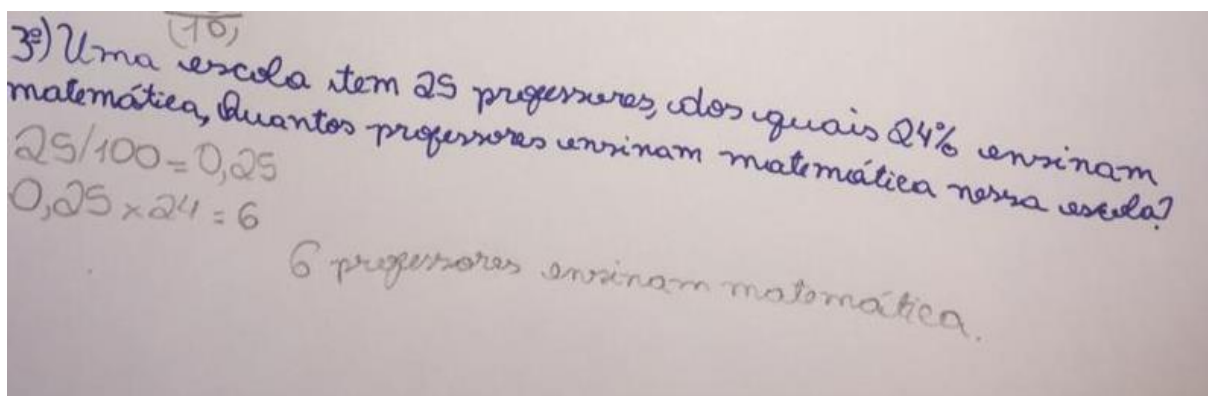 (10)
3º) Uma escola tem 25 professores, dos quais 24% ensinam
matemática, Quantos professores ensinam matemática nessa escola?
25/100=0,25
0,25 x 24 = 6
6 professores ensinam matemática.